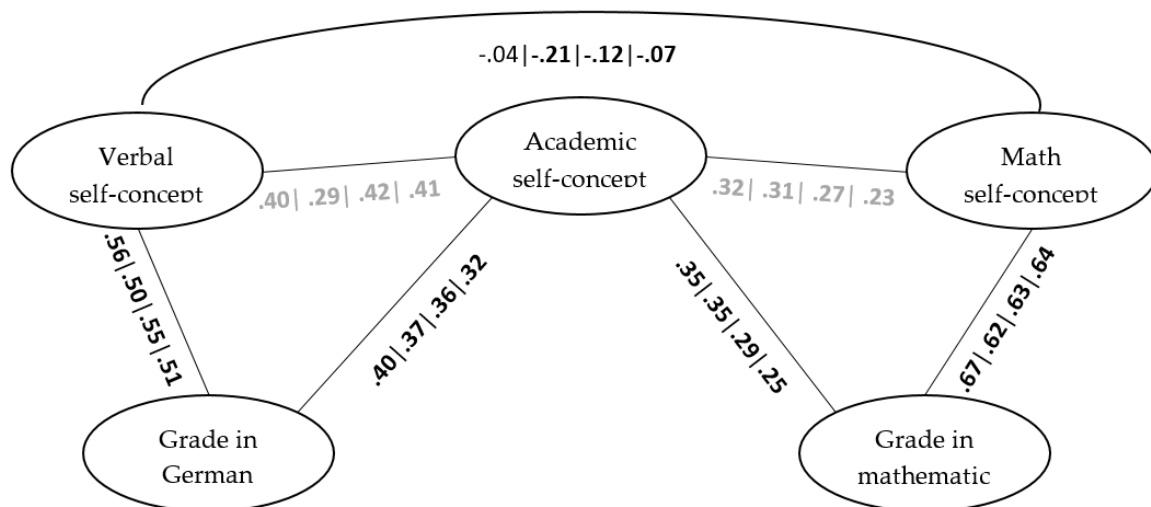 -.04|-.21|-.12|-.07
Verbal
self-concept
Academic
self-concept
Math
self-concept
.40| .29| .42| .41
.32| .31| .27| .23
.56|.50|.55|.51
.40|.37|.36|.32
.35|.35|.29|.25
.67|.62|.63|.64
Grade in
German
Grade in
mathematic